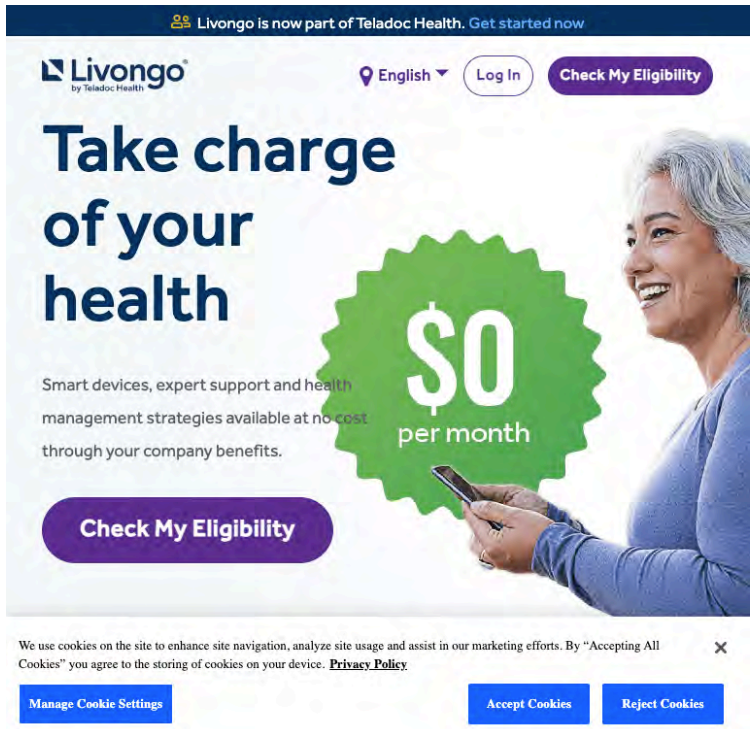 Livongo is now part of Teladoc Health. Get started now
Livongo®
by Teladoc Health
English
Log In
Check My Eligibility
Take charge
of your
health
$0
per month
Smart devices, expert support and health
management strategies available at no cost
through your company benefits.
Check My Eligibility
We use cookies on the site to enhance site navigation, analyze site usage and assist in our marketing efforts. By “Accepting All
Cookies” you agree to the storing of cookies on your device. Privacy Policy
Manage Cookie Settings
Accept Cookies
Reject Cookies